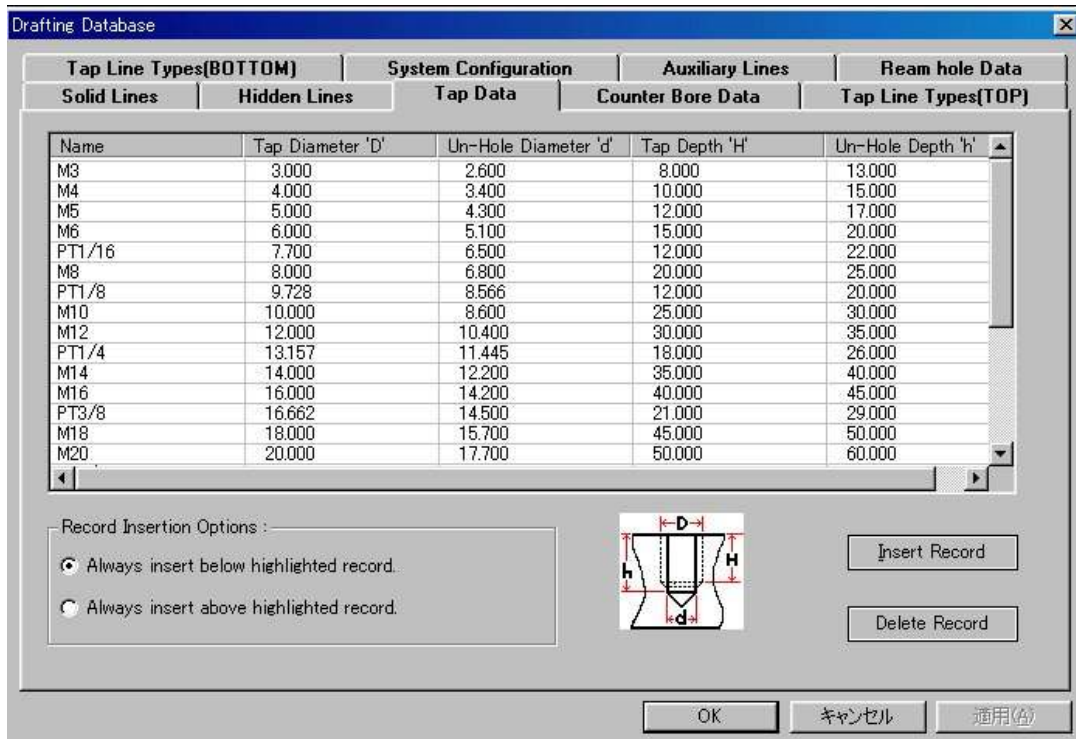 Drafting Database
Tap Line Types(BOTTOM) System Configuration Auxiliary Lines Ream hole Data
Solid Lines Hidden Lines Tap Data Counter Bore Data Tap Line Types(TOP)
Name Tap Diameter 'D' Un-Hole Diameter 'd' Tap Depth 'H' Un-Hole Depth 'h'
M3 3.000 2.600 8.000 13.000
M4 4.000 3.400 10.000 15.000
M5 5.000 4.300 12.000 17.000
M6 6.000 5.100 15.000 20.000
PT1/16 7.700 6.500 12.000 22.000
M8 8.000 6.800 20.000 25.000
PT1/8 9.728 8.566 12.000 20.000
M10 10.000 8.600 25.000 30.000
M12 12.000 10.400 30.000 35.000
PT1/4 13.157 11.445 18.000 26.000
M14 14.000 12.200 35.000 40.000
M16 16.000 14.200 40.000 45.000
PT3/8 16.662 14.500 21.000 29.000
M18 18.000 15.700 45.000 50.000
M20 20.000 17.700 50.000 60.000
Record Insertion Options :
Always insert below highlighted record.
Always insert above highlighted record.
D
h H
d
Insert Record
Delete Record
OK キャンセル 適用(A)